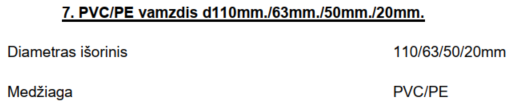 7. PVC/PE vamzdis d110mm./63mm./50mm./20mm.
Diametras išorinis 110/63/50/20mm
Medžiaga PVC/PE